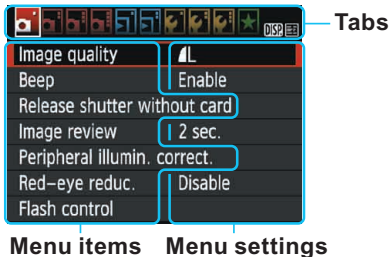 Tabs
DISP.
Image quality L
Beep Enable
Release shutter without card
Image review 2 sec.
Peripheral illumin. correct.
Red-eye reduc. Disable
Flash control
Menu items Menu settings